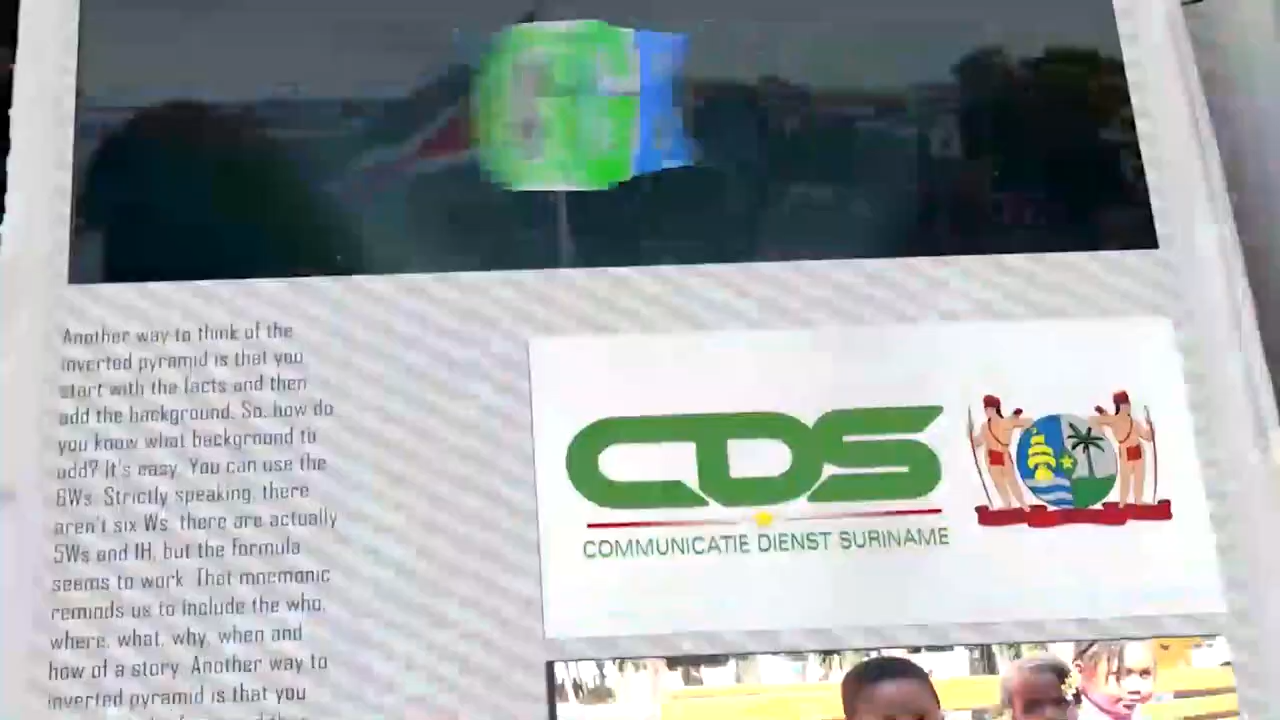 Another way to think of the
inverted pyramid is that you
start with the facts and then
add the background. So, how do
you know what background to
add? It's easy. You can use the
6Ws. Strictly speaking, there
aren't six Ws, there are actually
5Ws and 1H, but the formula
seems to work. That mnemonic
reminds us to include the who,
where, what, why, when and
how of a story. Another way to
inverted pyramid is that you
CDS
COMMUNICATIE DIENST SURINAME